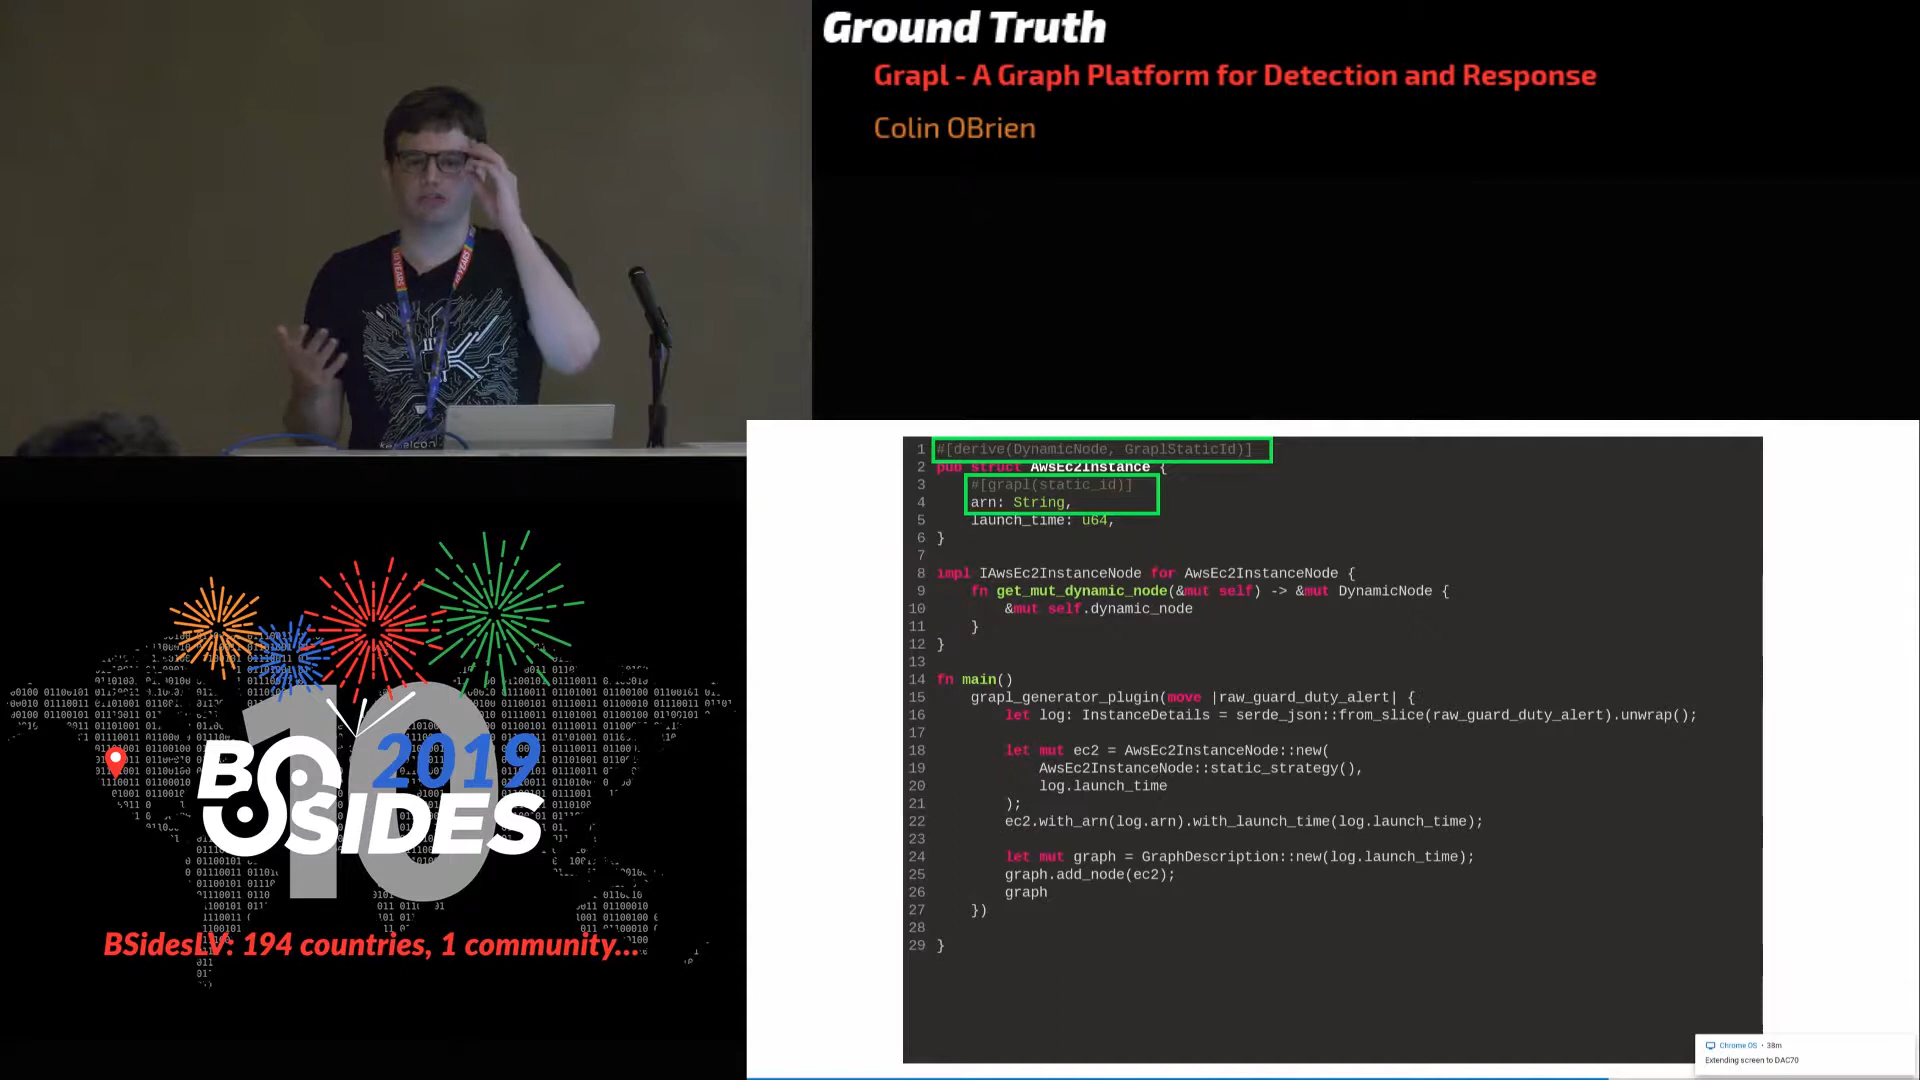 Ground Truth
Grapl - A Graph Platform for Detection and Response
Colin OBrien
YEARS
YEARS
kernelcon
1 #[derive(DynamicNode, GraplStaticId)]
2 pub struct AwsEc2Instance {
3 #[grapl(static_id)]
4 arn: String,
5 launch_time: u64,
6 }
7
8 impl IAwsEc2InstanceNode for AwsEc2InstanceNode {
9 fn get_mut_dynamic_node(&mut self) -> &mut DynamicNode {
10 &mut self.dynamic_node
11 }
12 }
13
14 fn main()
15 grapl_generator_plugin(move |raw_guard_duty_alert| {
16 let log: InstanceDetails = serde_json::from_slice(raw_guard_duty_alert).unwrap();
17
18 let mut ec2 = AwsEc2InstanceNode::new(
19 AwsEc2InstanceNode::static_strategy(),
20 log.launch_time
21 );
22 ec2.with_arn(log.arn).with_launch_time(log.launch_time);
23
24 let mut graph = GraphDescription::new(log.launch_time);
25 graph.add_node(ec2);
26 graph
27 })
28
29 }
10
2019
BSIDES
BSidesLV: 194 countries, 1 community...
Chrome OS • 38m
Extending screen to DAC70